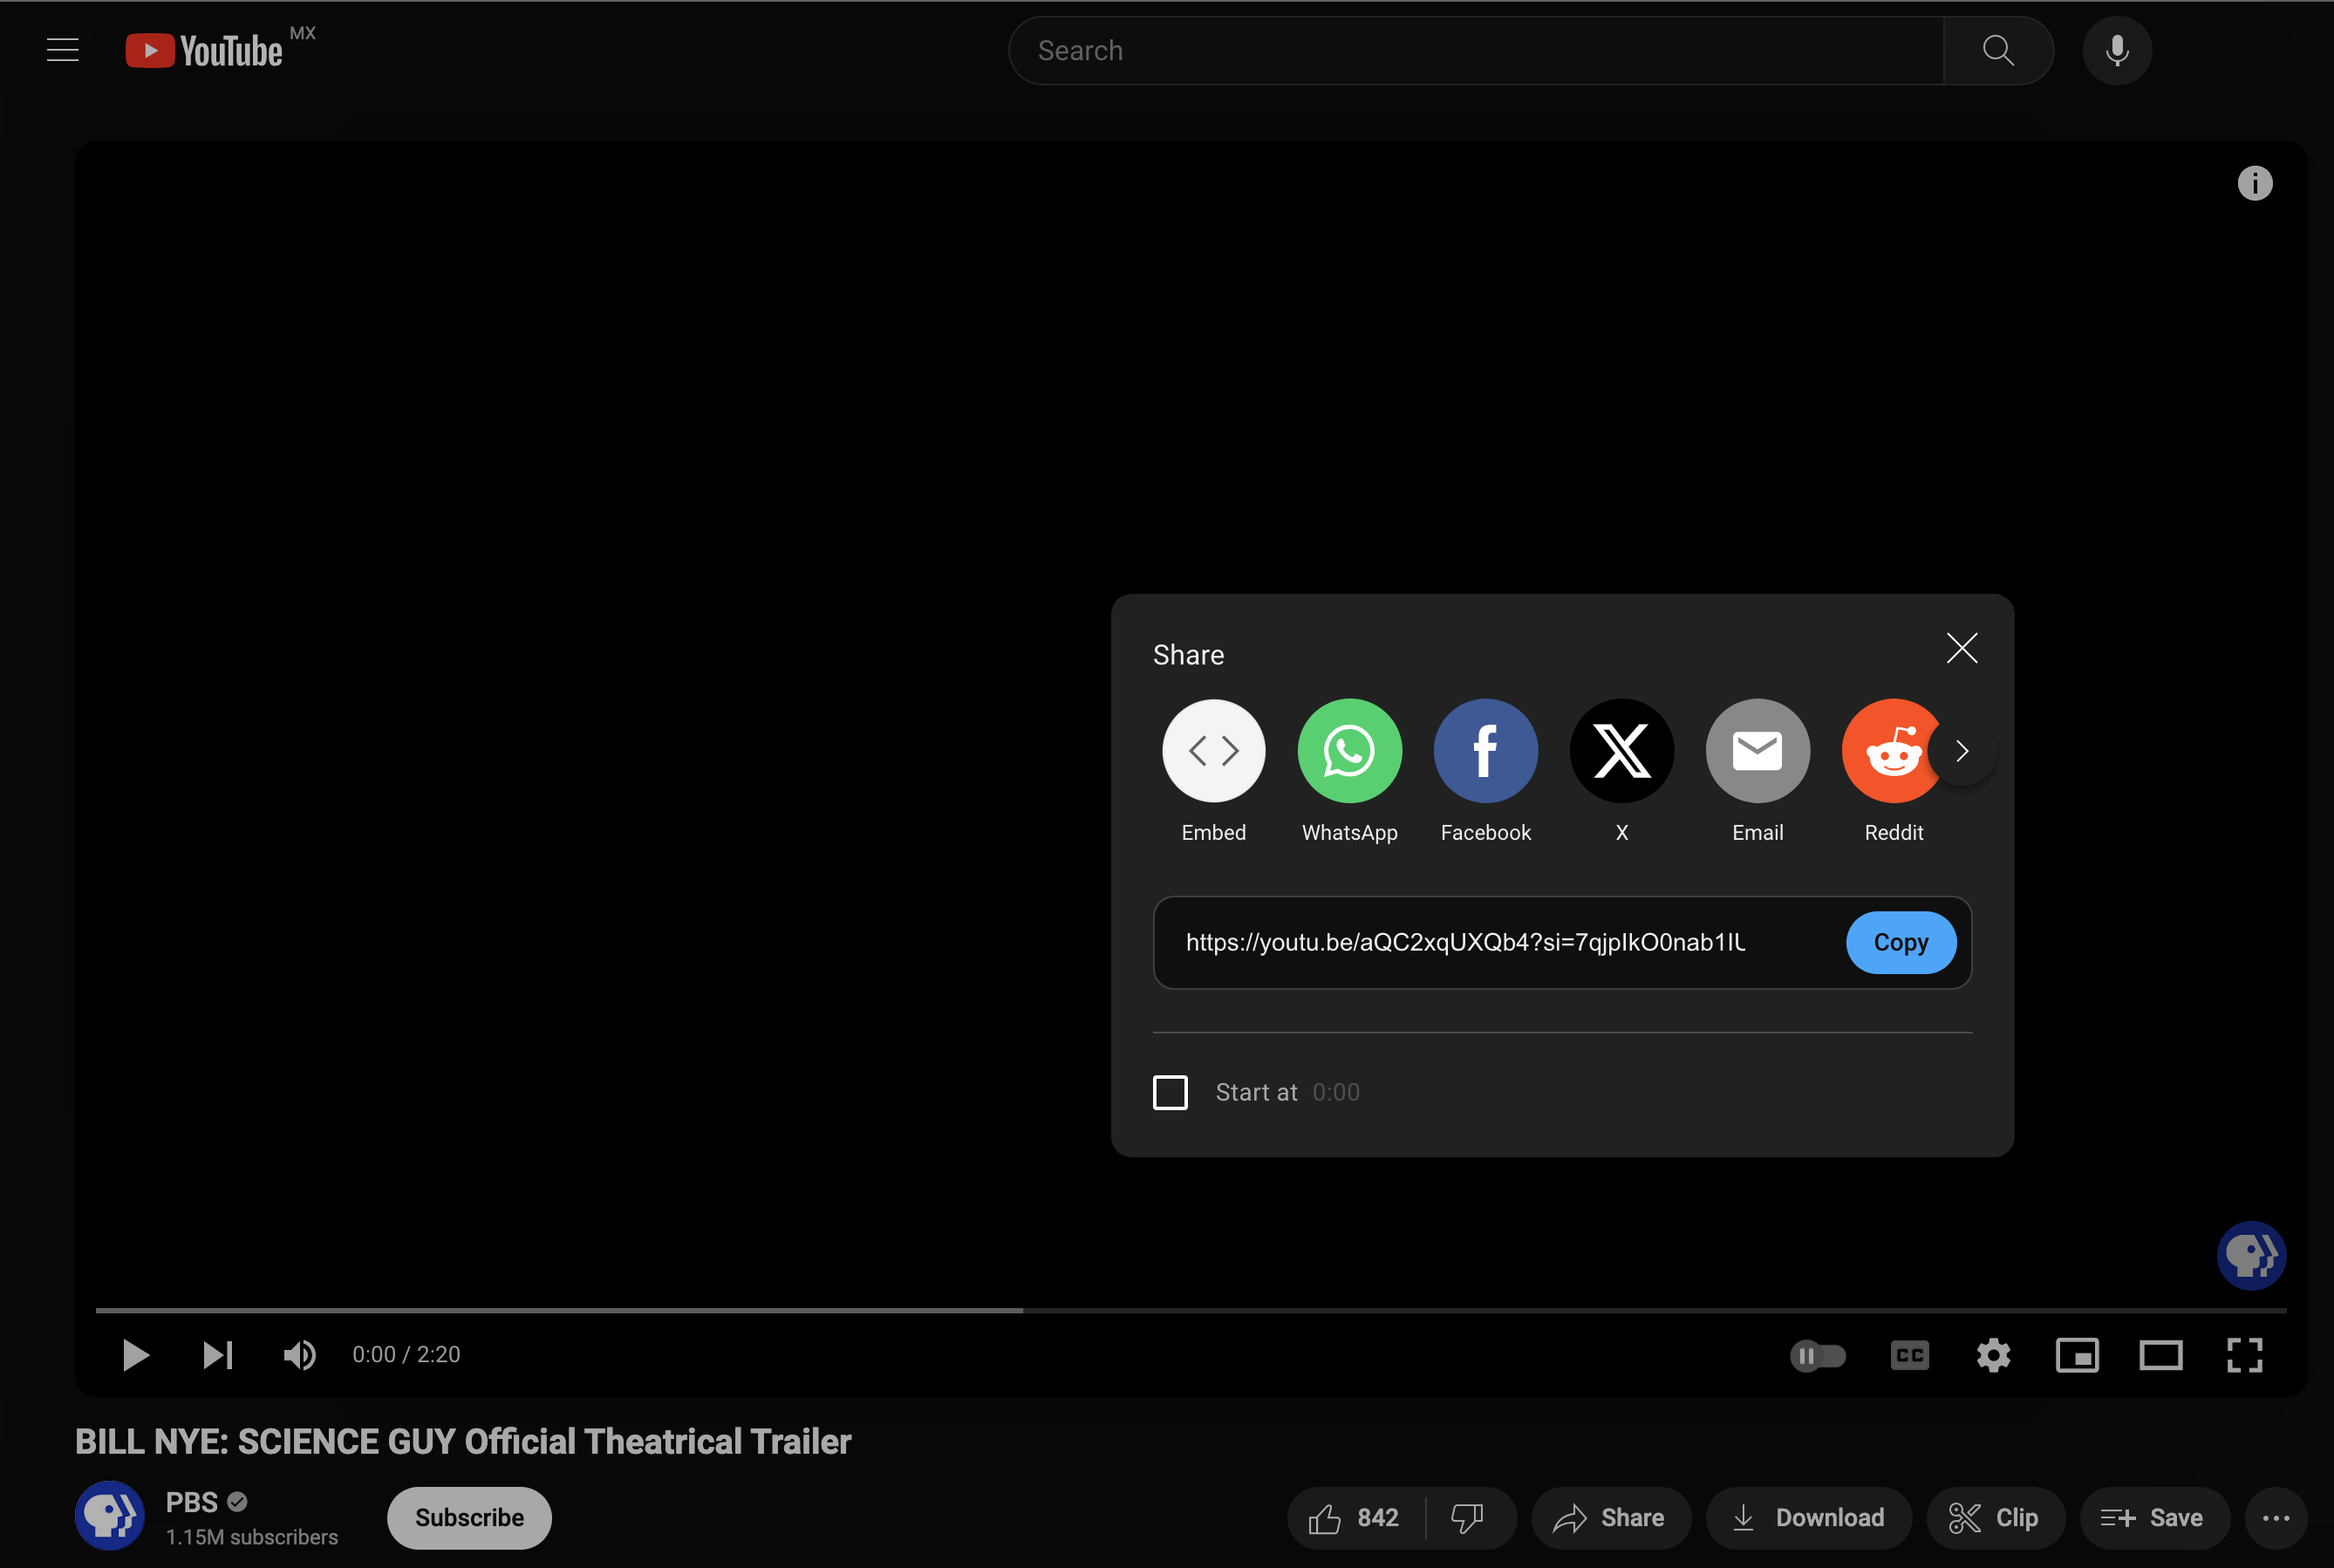 YouTube MX
Search
Share
Embed
WhatsApp
Facebook
X
Email
Reddit
https://youtu.be/aQC2xqUXQb4?si=7qjpIkO0nab1
Copy
Start at 0:00
0:00 / 2:20
CC
BILL NYE: SCIENCE GUY Official Theatrical Trailer
PBS
1.15M subscribers
Subscribe
842
Share
Download
Clip
Save